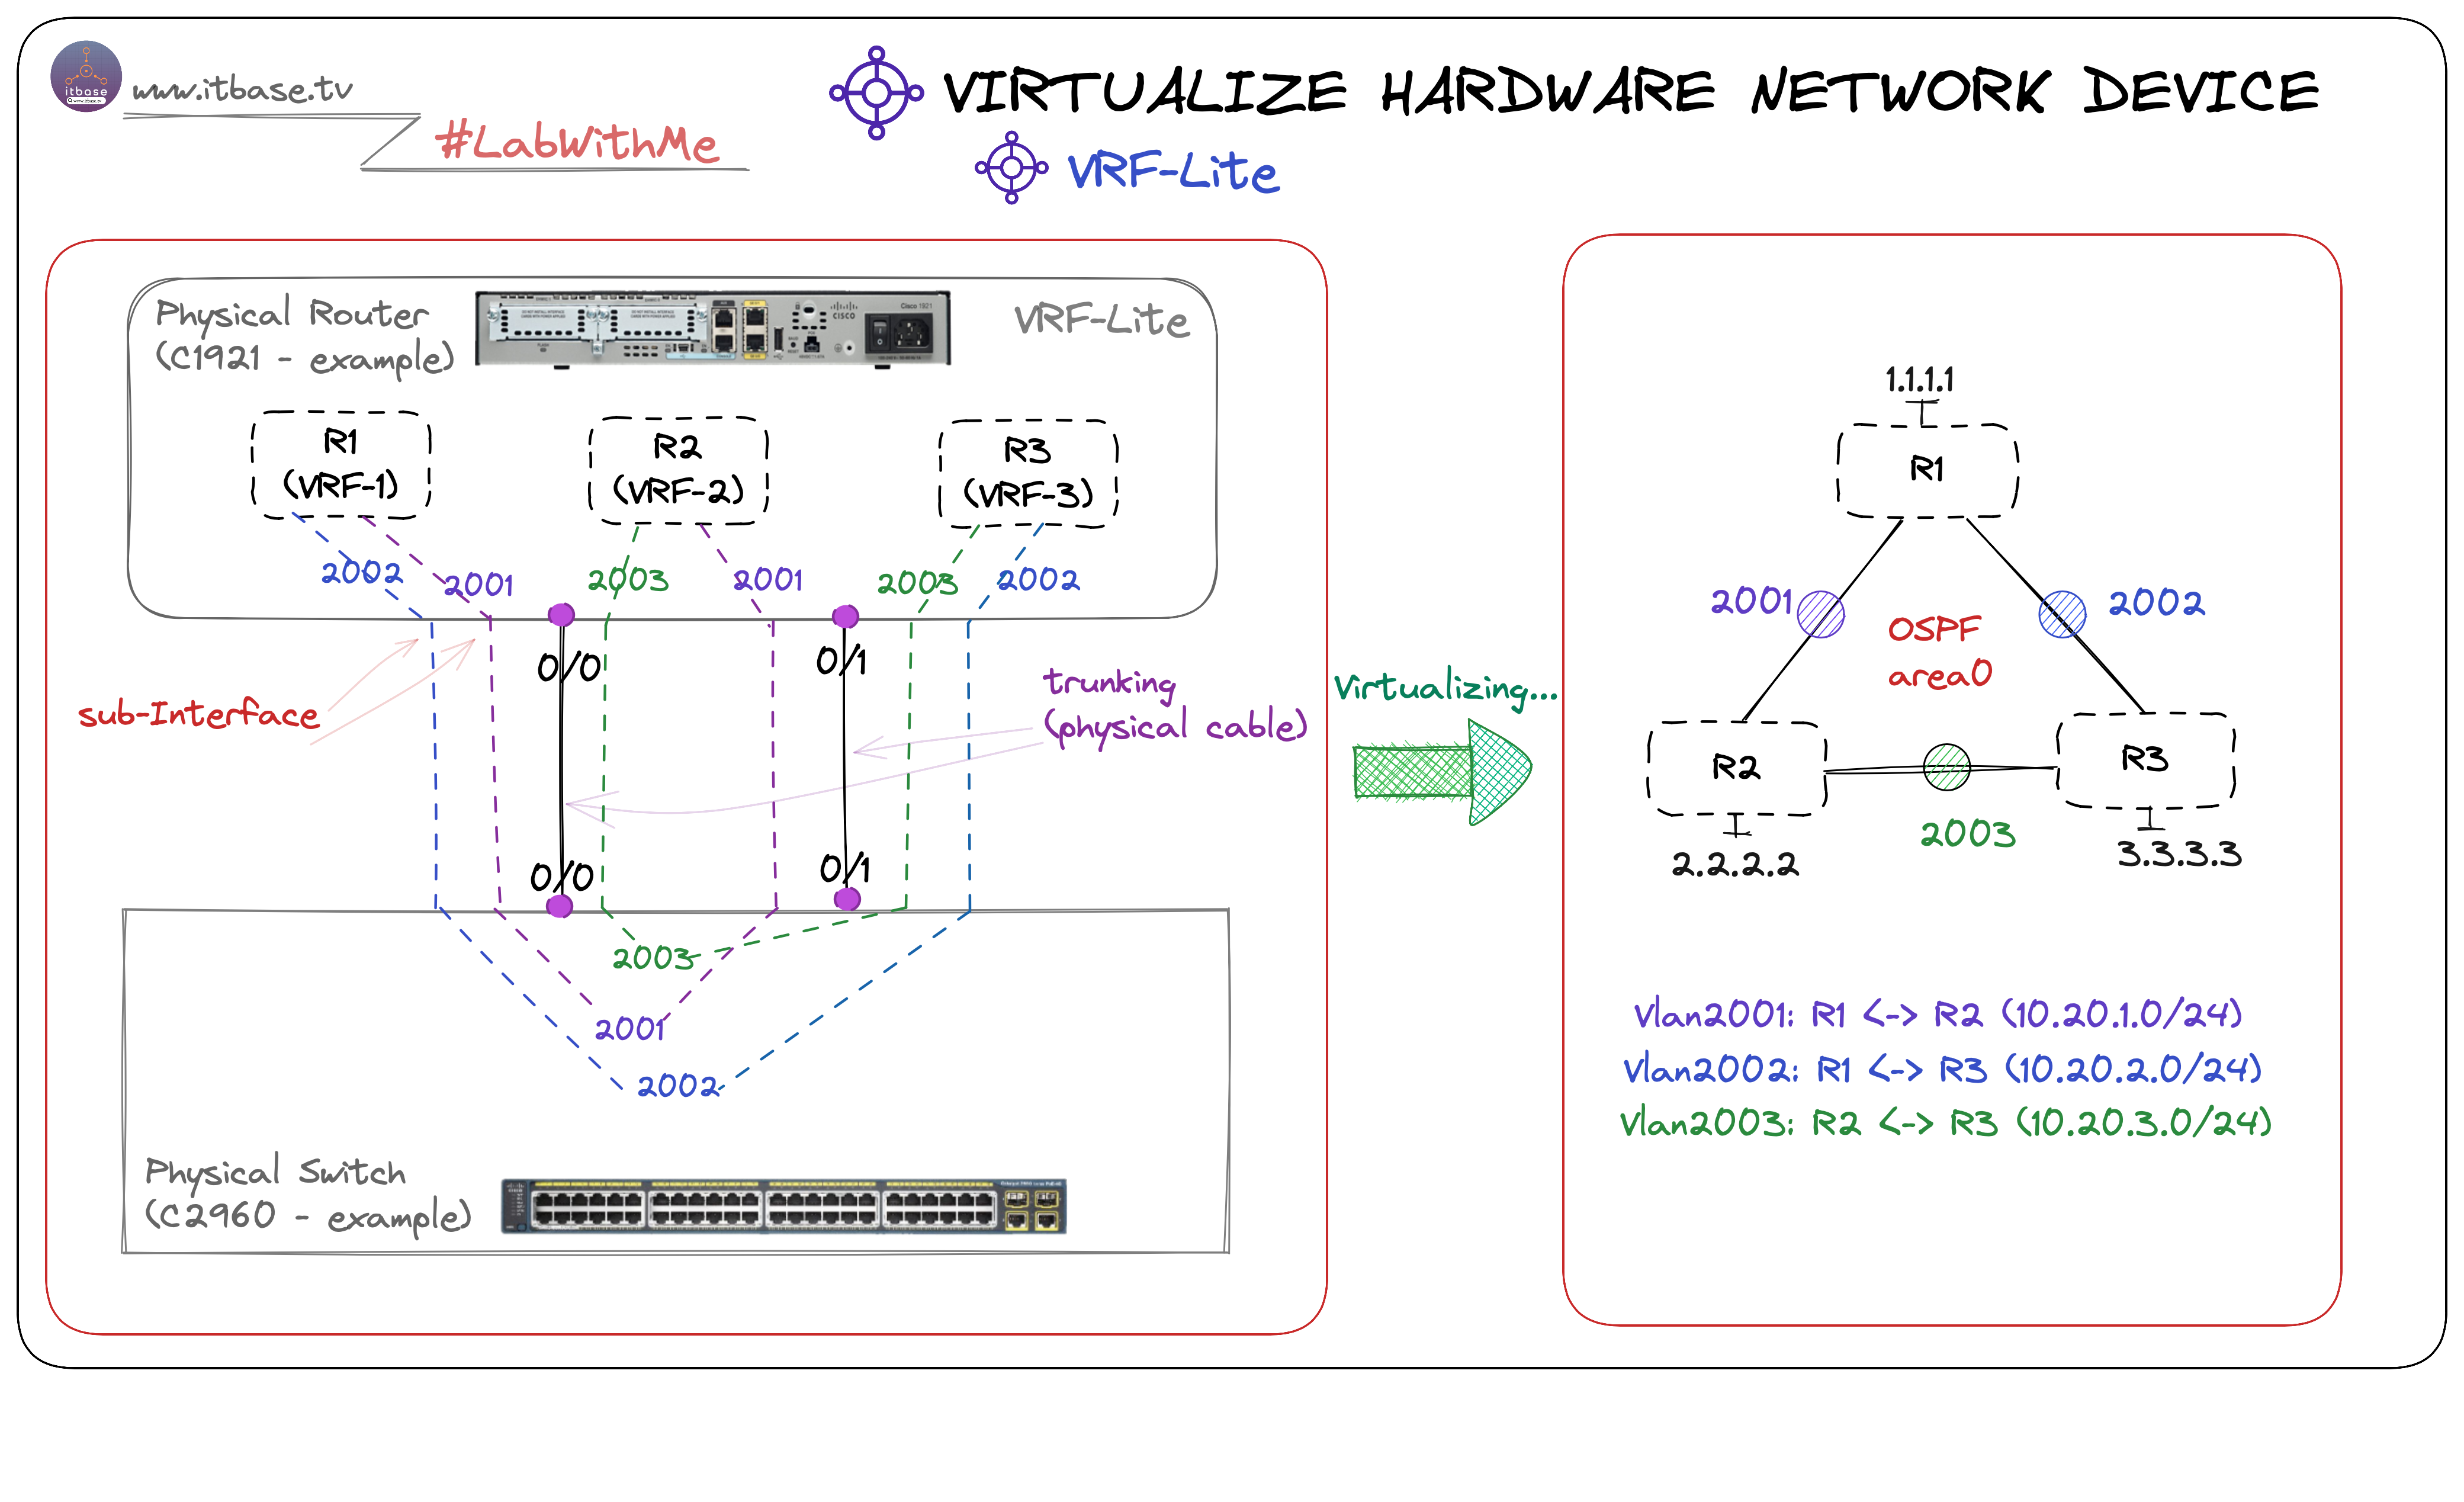 itbase
www.itbase.tv
#LabWithMe
VIRTUALIZE HARDWARE NETWORK DEVICE
VRF-Lite
Physical Router
(C1921 - example)
CISCO
Cisco 1921
VRF-Lite
R1
(VRF-1)
R2
(VRF-2)
R3
(VRF-3)
2002
2001
2003
2001
2003
2002
0/0
0/1
sub-Interface
trunking
(physical cable)
0/0
0/1
2003
2001
2002
Physical Switch
(C2960 - example)
Virtualizing...
1.1.1.1
R1
2001
2002
OSPF
area0
R2
R3
2003
2.2.2.2
3.3.3.3
Vlan2001: R1 <-> R2 (10.20.1.0/24)
Vlan2002: R1 <-> R3 (10.20.2.0/24)
Vlan2003: R2 <-> R3 (10.20.3.0/24)